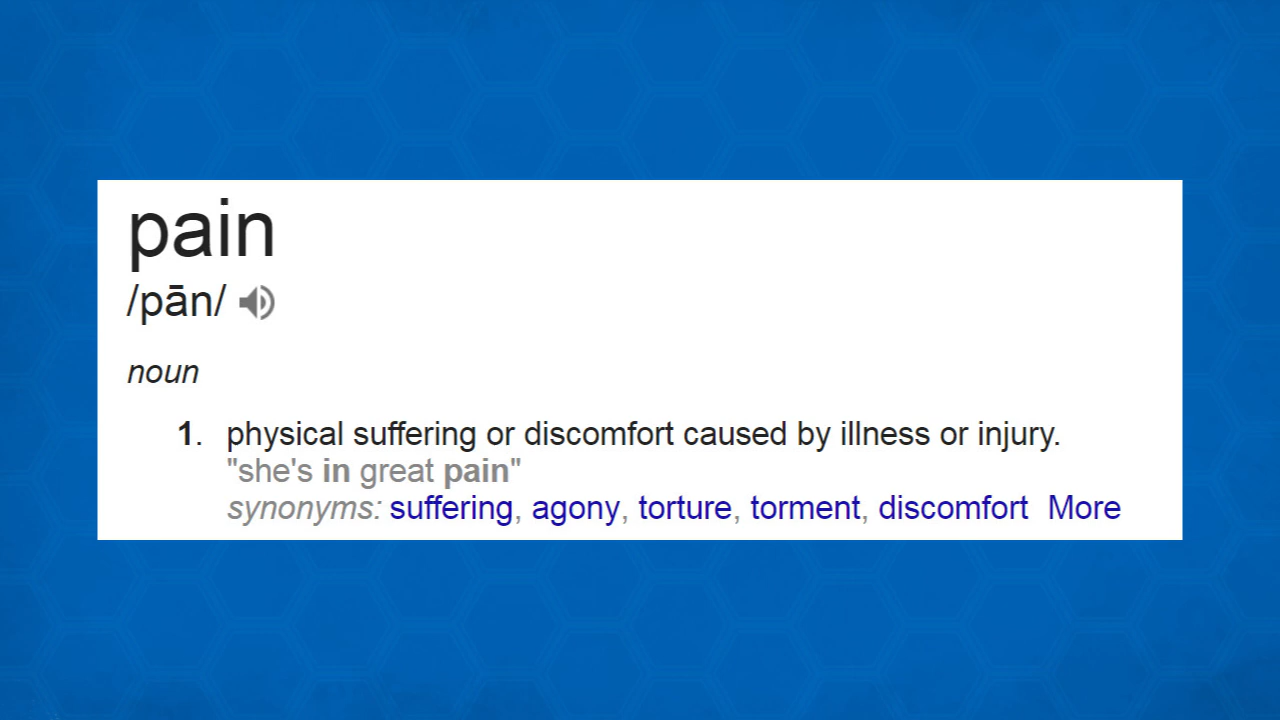 pain
/pān/
noun
1. physical suffering or discomfort caused by illness or injury.
"she's in great pain"
synonyms: suffering, agony, torture, torment, discomfort More